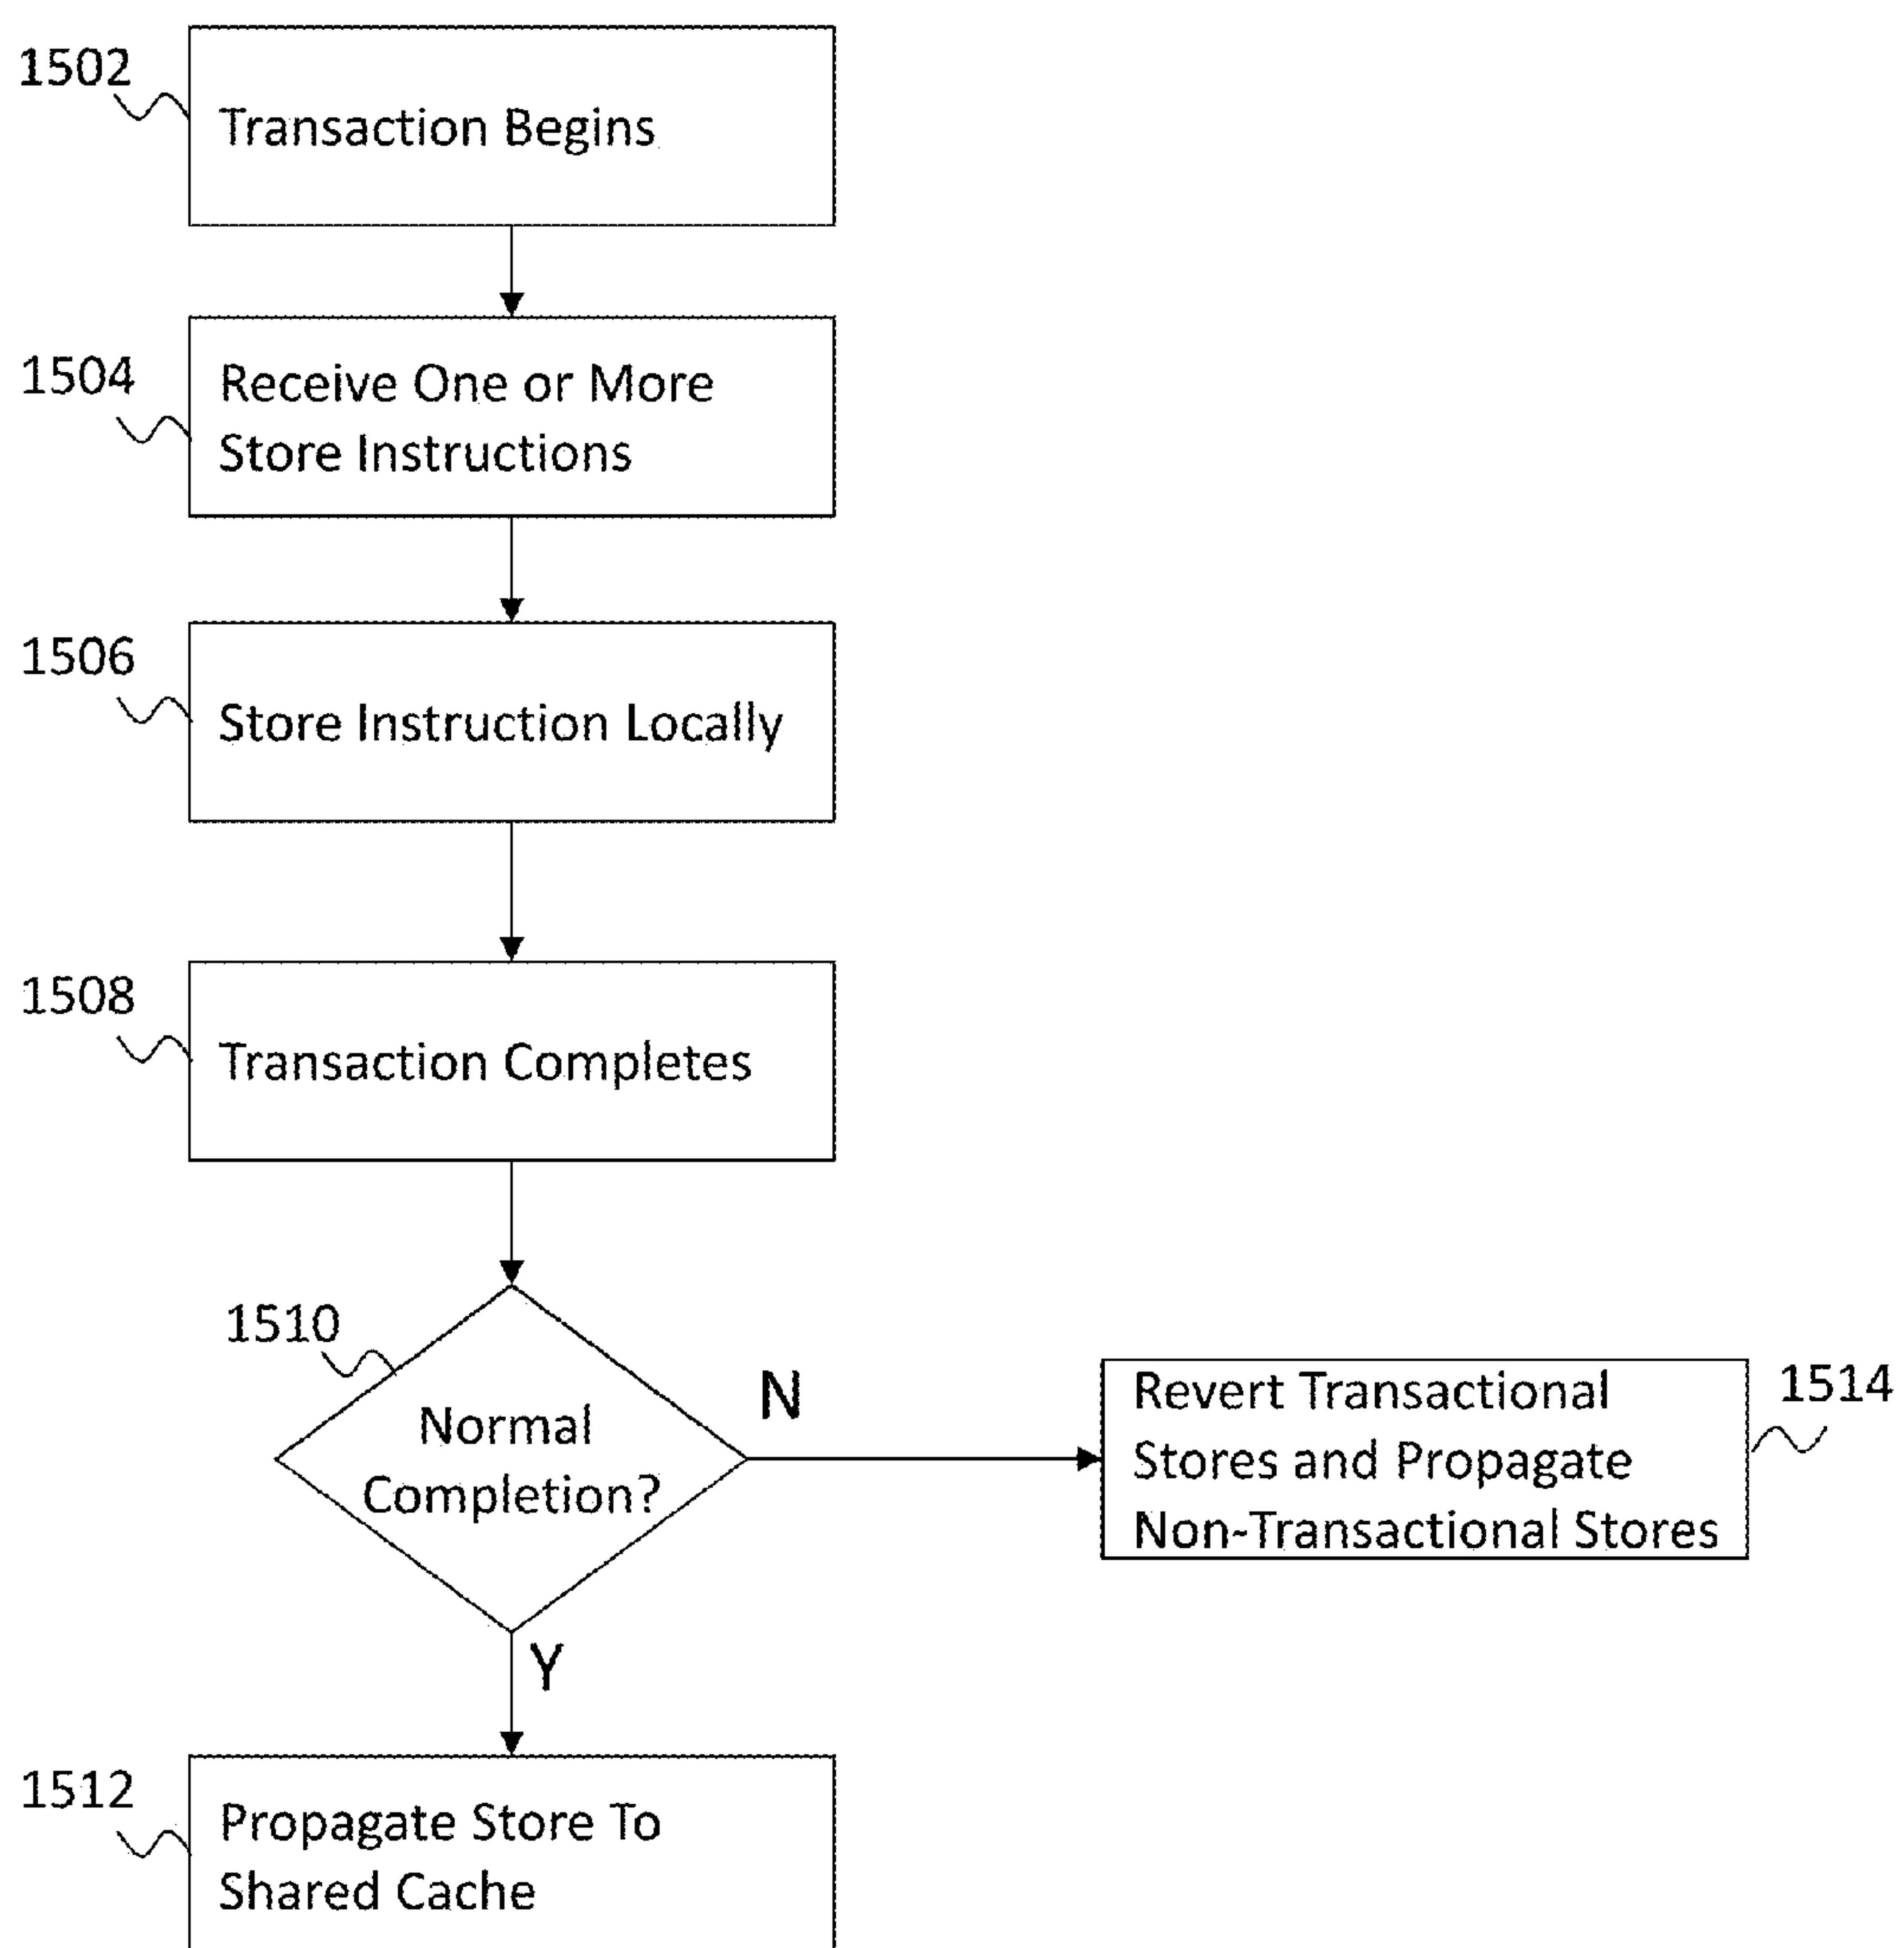 1502
Transaction Begins
1504
Receive One or More
Store Instructions
1506
Store Instruction Locally
1508
Transaction Completes
1510
Normal
Completion?
N
Revert Transactional
Stores and Propagate
Non-Transactional Stores
1514
Y
1512
Propagate Store To
Shared Cache